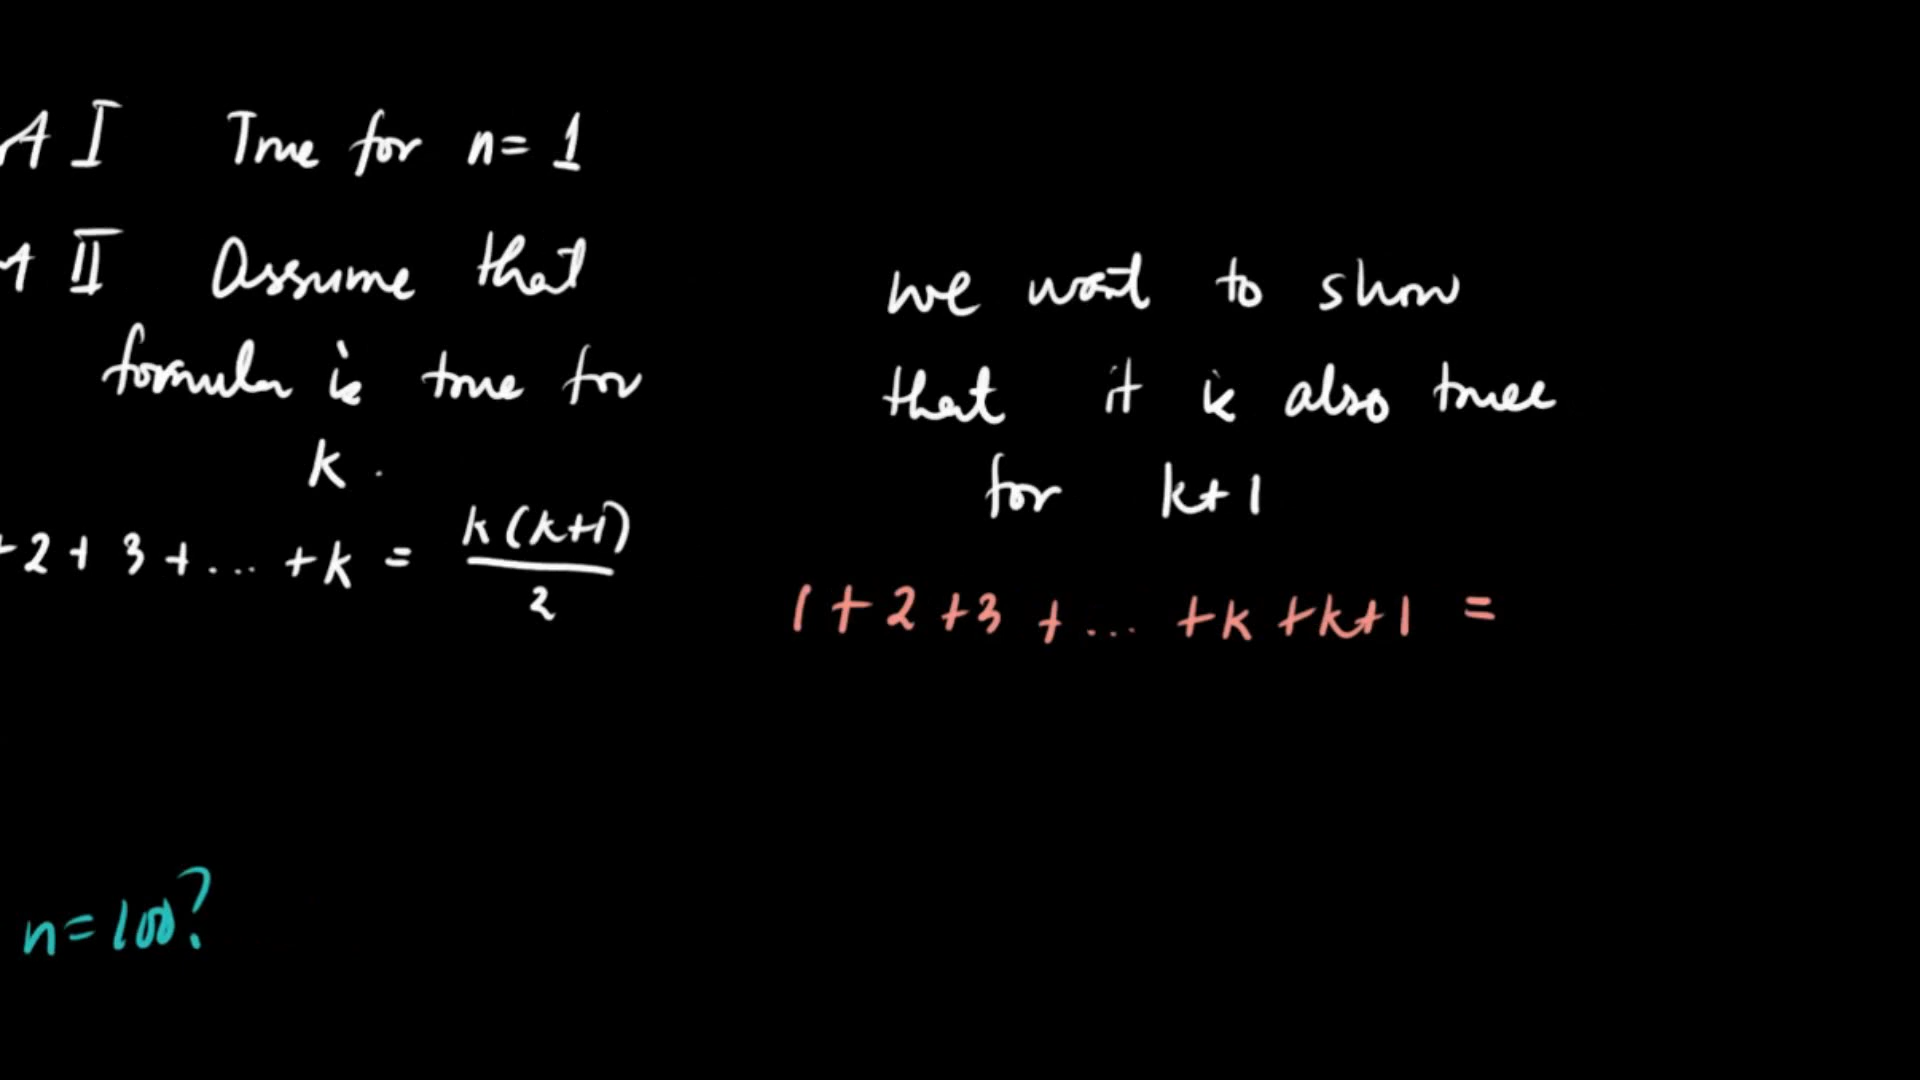 A I True for n= 1
A II Assume that
formula is true for
k.
+2+3+...+k = k(k+1)/2
we want to show
that it is also truee
for k+1
1+2+3+...+k+k+1 =
n=100?